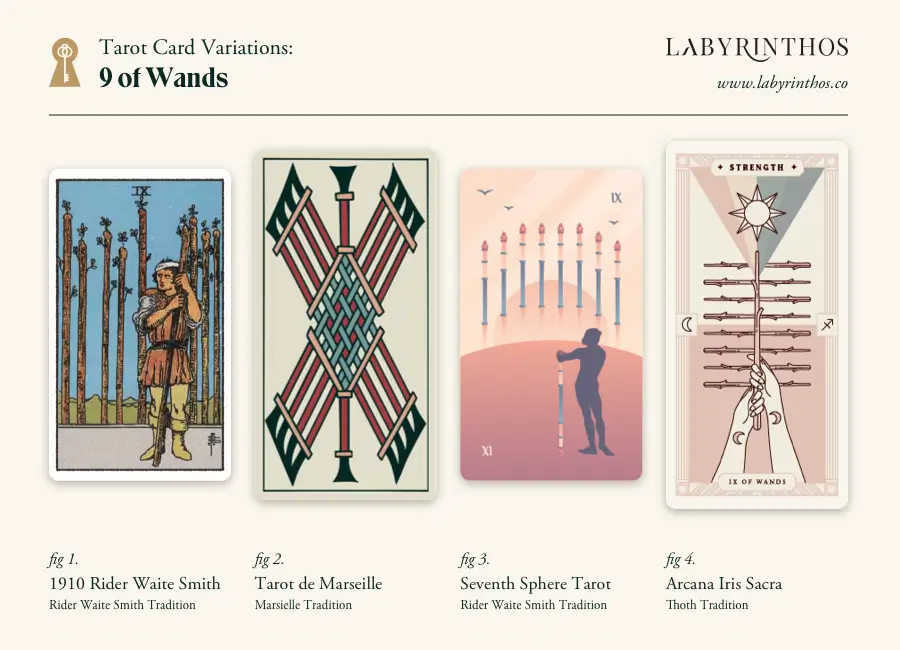 Tarot Card Variations:
9 of Wands
LABYRINTHOS
www.labyrinthos.co
IX
IX
XI
STRENGTH
IX OF WANDS
fig 1.
1910 Rider Waite Smith
Rider Waite Smith Tradition
fig 2.
Tarot de Marseille
Marsielle Tradition
fig 3.
Seventh Sphere Tarot
Rider Waite Smith Tradition
fig 4.
Arcana Iris Sacra
Thoth Tradition